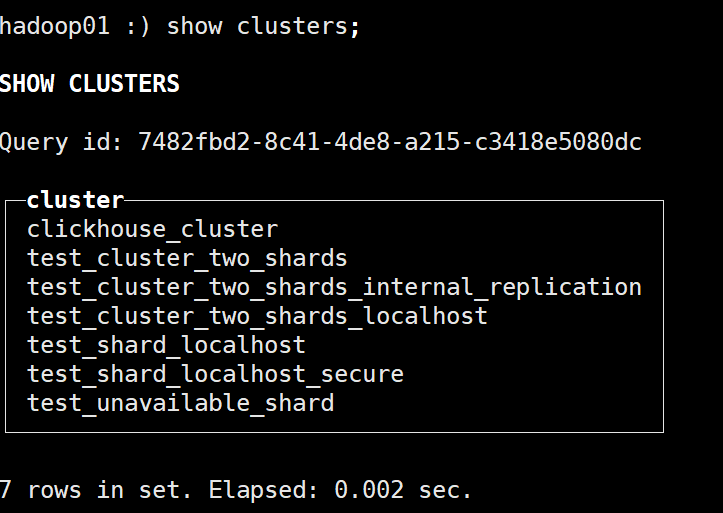 hadoop01 :) show clusters;
SHOW CLUSTERS
Query id: 7482fbd2-8c41-4de8-a215-c3418e5080dc
cluster
clickhouse_cluster
test_cluster_two_shards
test_cluster_two_shards_internal_replication
test_cluster_two_shards_localhost
test_shard_localhost
test_shard_localhost_secure
test_unavailable_shard
7 rows in set. Elapsed: 0.002 sec.